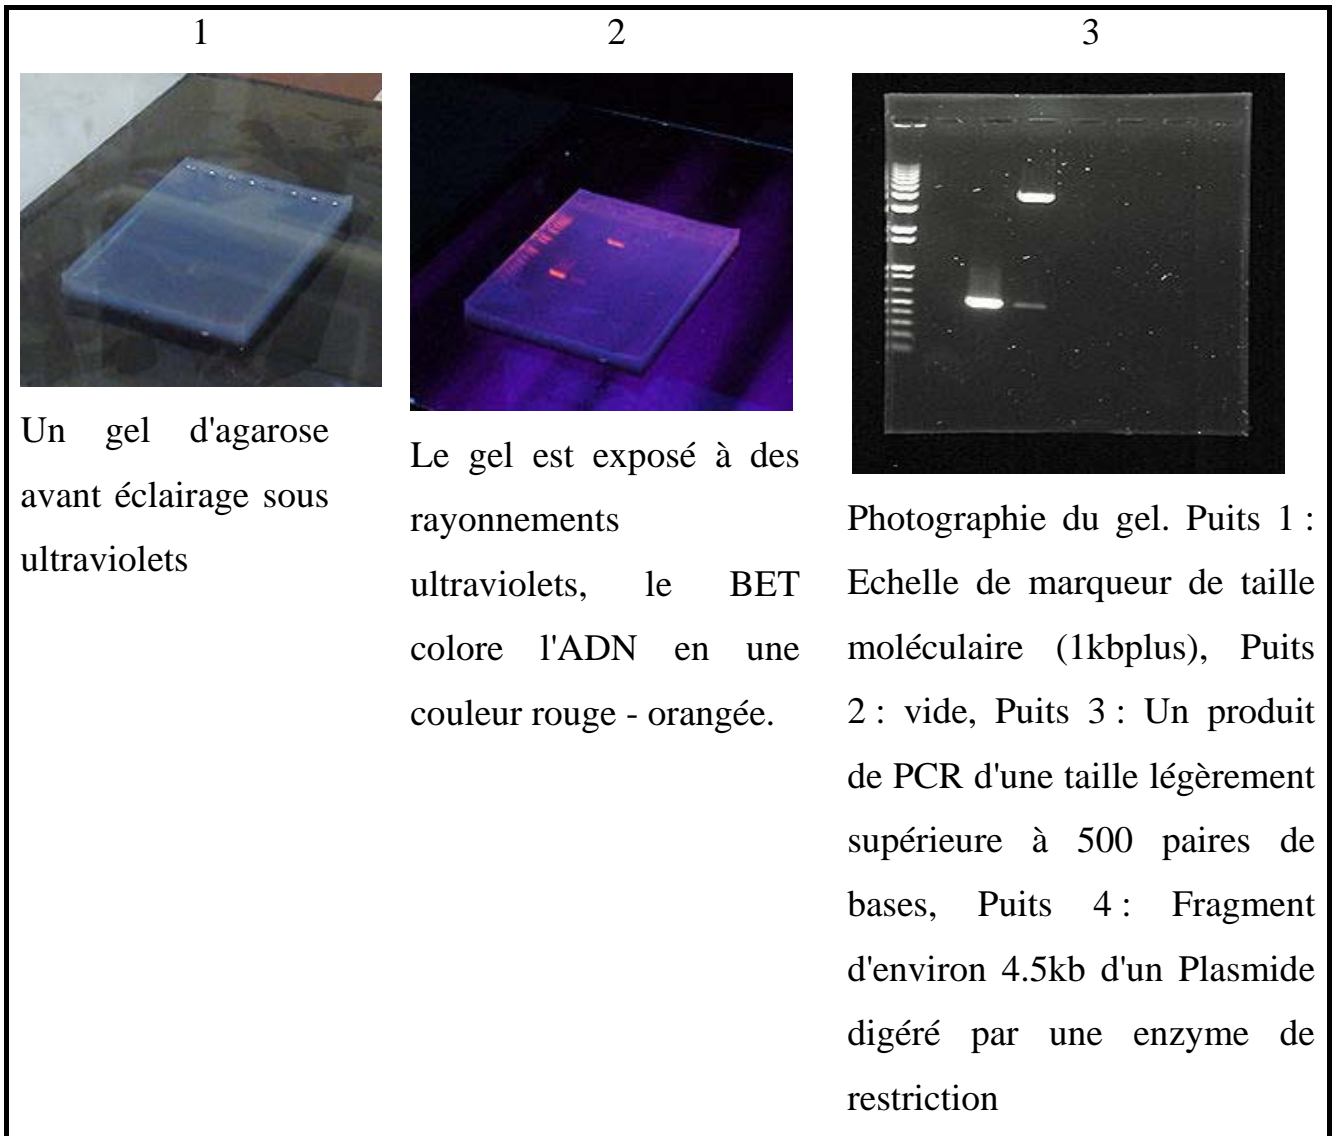 1
2
3
Un gel d'agarose
avant éclairage sous
ultraviolets
Le gel est exposé à des
rayonnements
ultraviolets, le BET
colore l'ADN en une
couleur rouge - orangée.
Photographie du gel. Puits 1 :
Echelle de marqueur de taille
moléculaire (1kbplus), Puits
2 : vide, Puits 3 : Un produit
de PCR d'une taille légèrement
supérieure à 500 paires de
bases, Puits 4 : Fragment
d'environ 4.5kb d'un Plasmide
digéré par une enzyme de
restriction